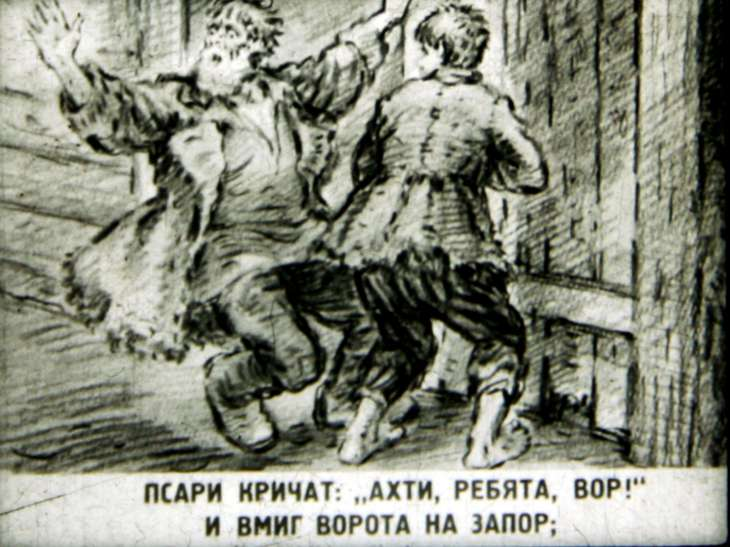 ПСАРИ КРИЧАТ: „АХТИ, РЕБЯТА, ВОР!"
И ВМИГ ВОРОТА НА ЗАПОР;